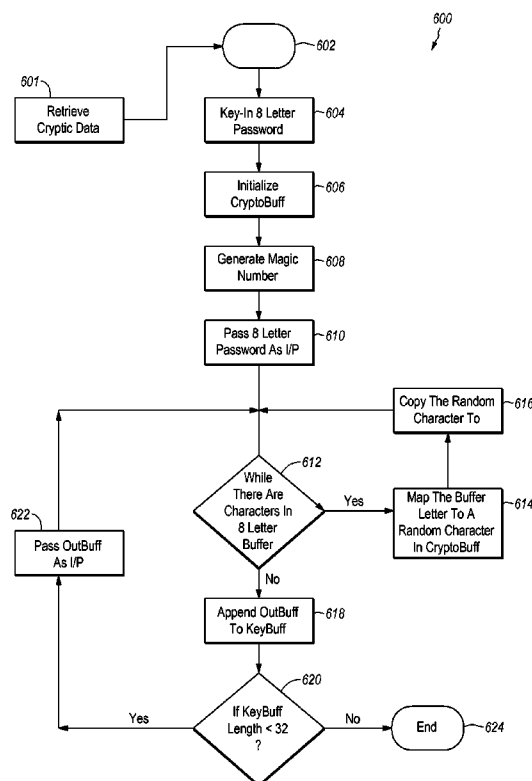 600
602
601
Retrieve
Cryptic Data
Key-In 8 Letter
Password
604
Initialize
CryptoBuff
606
Generate Magic
Number
608
Pass 8 Letter
Password As I/P
610
Copy The Random
Character To
616
612
While
There Are
Characters In
8 Letter
Buffer
Yes
Map The Buffer
Letter To A
Random Character
In CryptoBuff
614
622
Pass OutBuff
As I/P
No
Append OutBuff
To KeyBuff
618
620
If KeyBuff
Length < 32
?
Yes
No
End
624